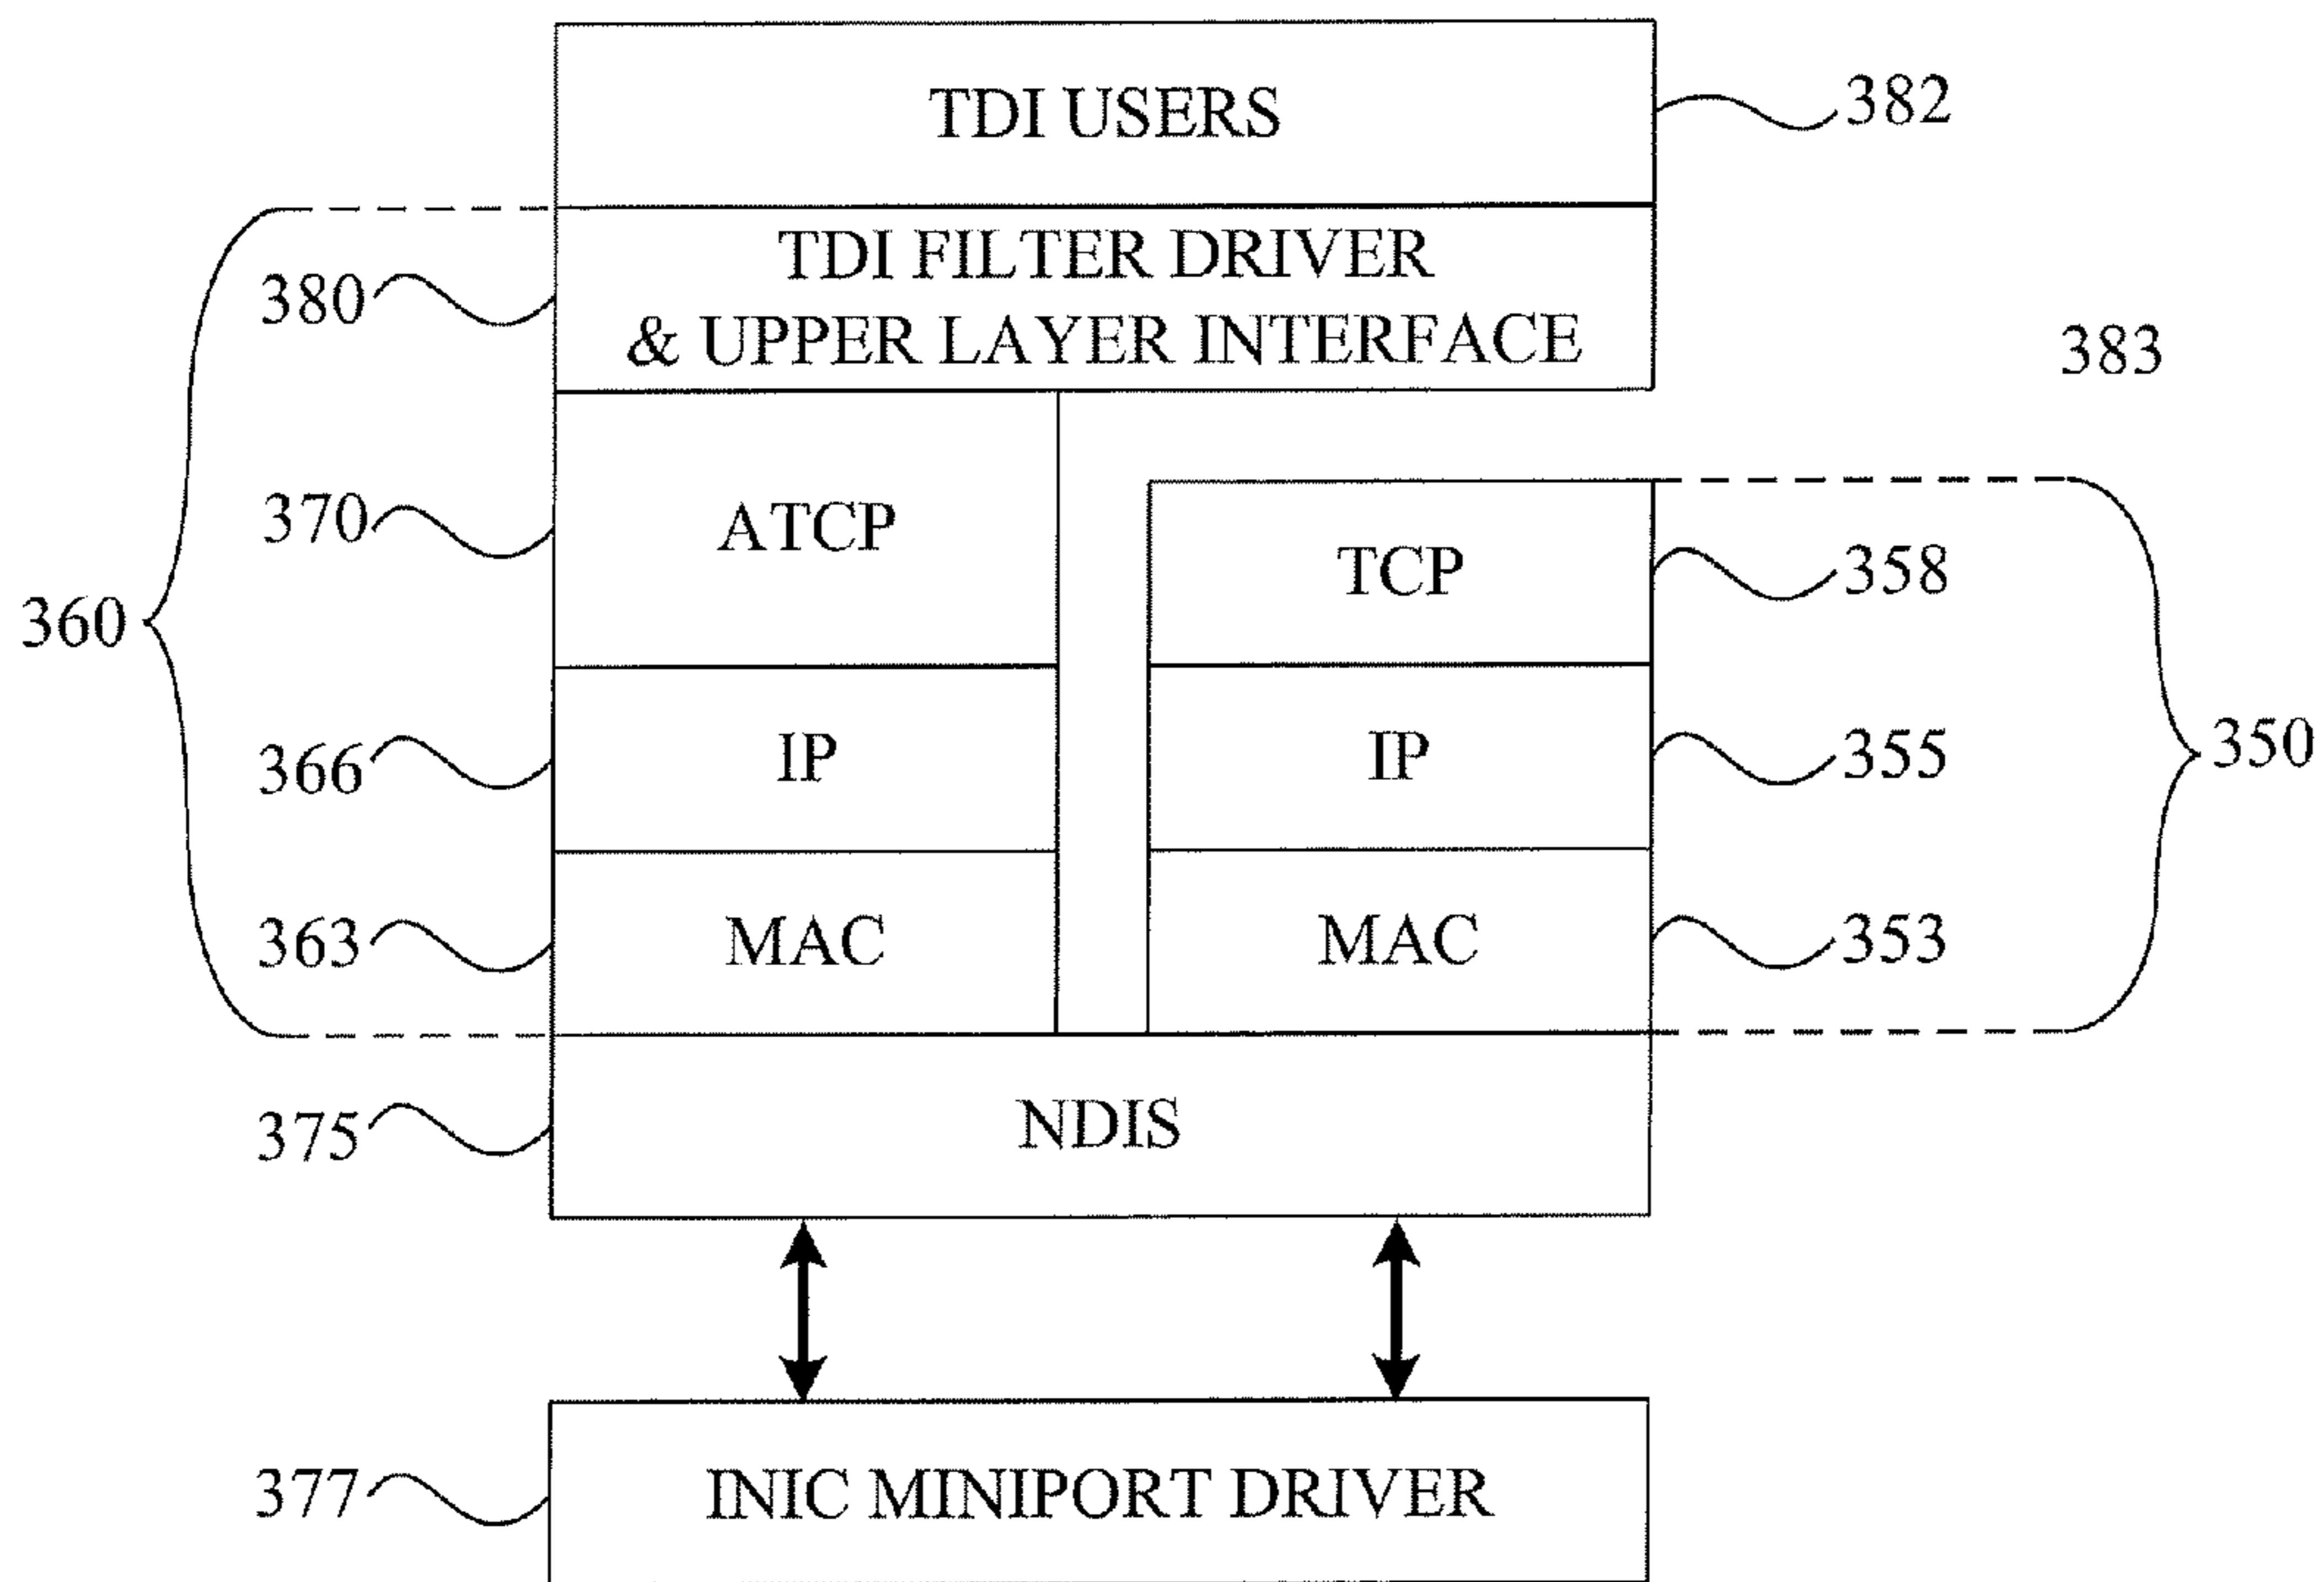 TDI USERS
382
TDI FILTER DRIVER
& UPPER LAYER INTERFACE
380
383
370
ATCP
TCP
358
360
366
IP
IP
355
350
363
MAC
MAC
353
375
NDIS
377
INIC MINIPORT DRIVER